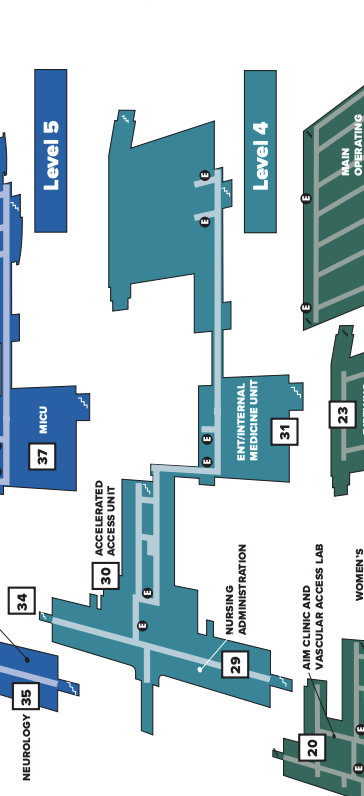 Level 5
MICU
37
34
35
NEUROLOGY
Level 4
E
E
ENT/INTERNAL
MEDICINE UNIT
31
E
E
ACCELERATED
ACCESS UNIT
30
E
E
NURSING
ADMINISTRATION
29
MAIN
OPERATING
E
E
23
WOMEN'S
AIM CLINIC AND
VASCULAR ACCESS LAB
20
E
E